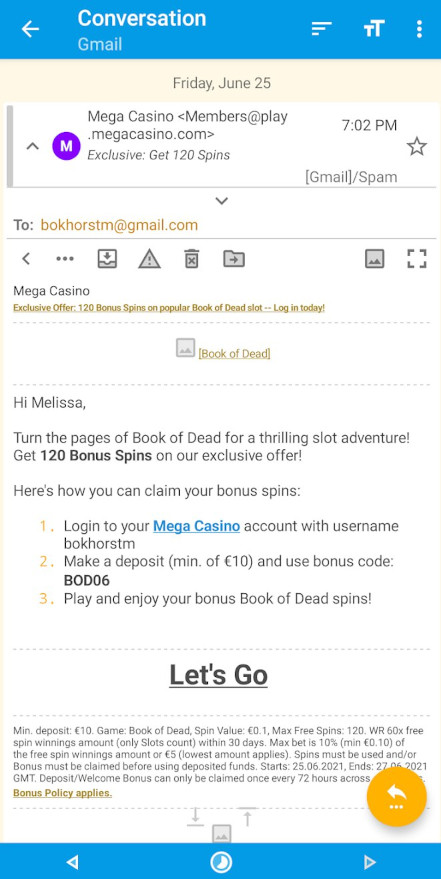 Conversation
Gmail
Friday, June 25
Mega Casino <Members@play
.megacasino.com>
7:02 PM
M
Exclusive: Get 120 Spins
[Gmail]/Spam
To: bokhorstm@gmail.com
Mega Casino
Exclusive Offer: 120 Bonus Spins on popular Book of Dead slot -- Log in today!
[Book of Dead]
Hi Melissa,
Turn the pages of Book of Dead for a thrilling slot adventure!
Get 120 Bonus Spins on our exclusive offer!
Here's how you can claim your bonus spins:
1. Login to your Mega Casino account with username
bokhorstm
2. Make a deposit (min. of €10) and use bonus code:
BOD06
3. Play and enjoy your bonus Book of Dead spins!
Let's Go
Min. deposit: €10. Game: Book of Dead, Spin Value: €0.1, Max Free Spins: 120. WR 60x free
spin winnings amount (only Slots count) within 30 days. Max bet is 10% (min €0.10) of
the free spin winnings amount or €5 (lowest amount applies). Spins must be used and/or
Bonus must be claimed before using deposited funds. Starts: 25.06.2021, Ends: 27.06.2021
GMT. Deposit/Welcome Bonus can only be claimed once every 72 hours across
Bonus Policy applies.